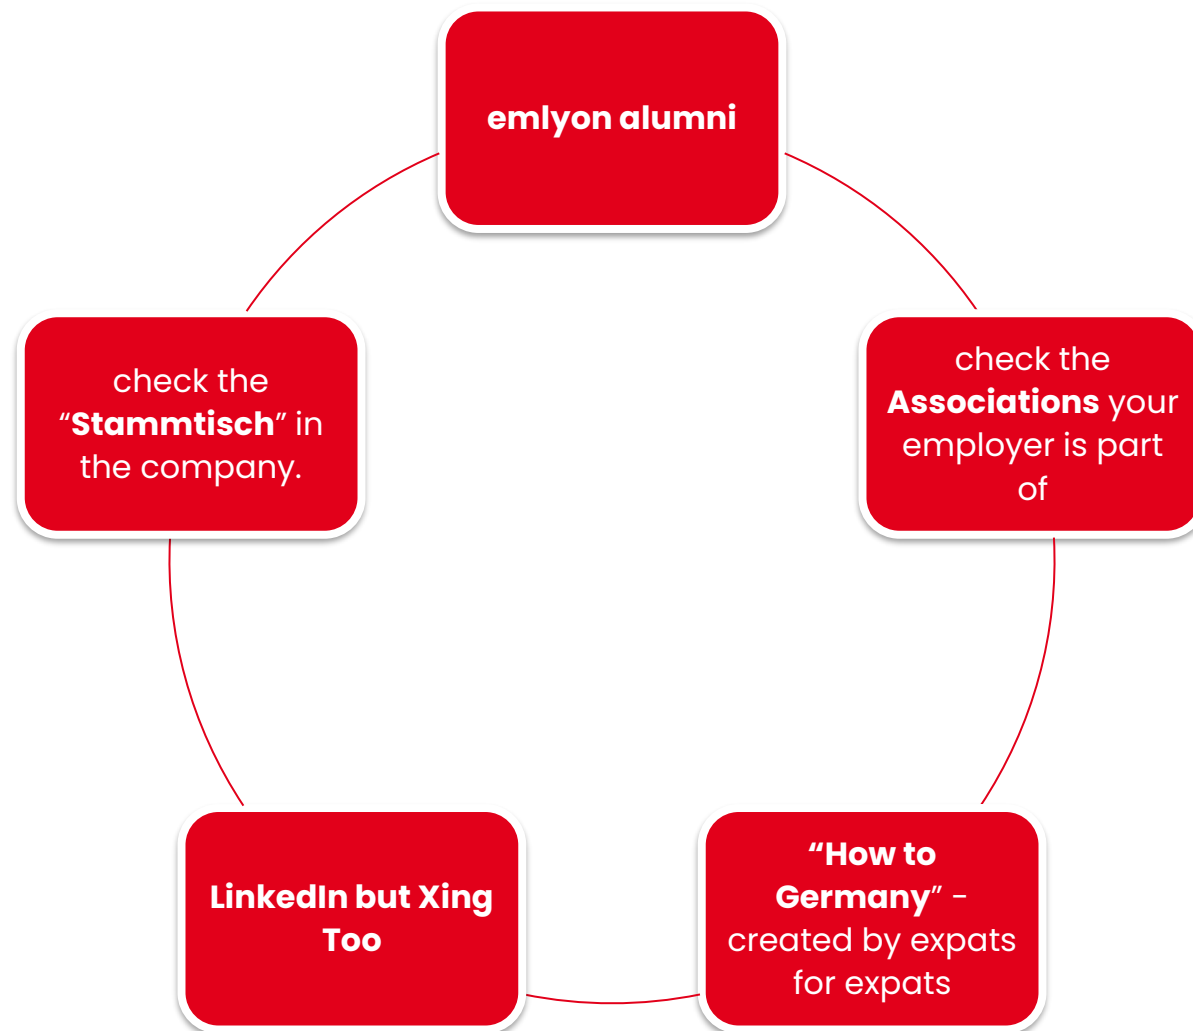 emlyon alumni
check the
“Stammtisch” in
the company.
check the
Associations your
employer is part
of
LinkedIn but Xing
Too
“How to
Germany” -
created by expats
for expats